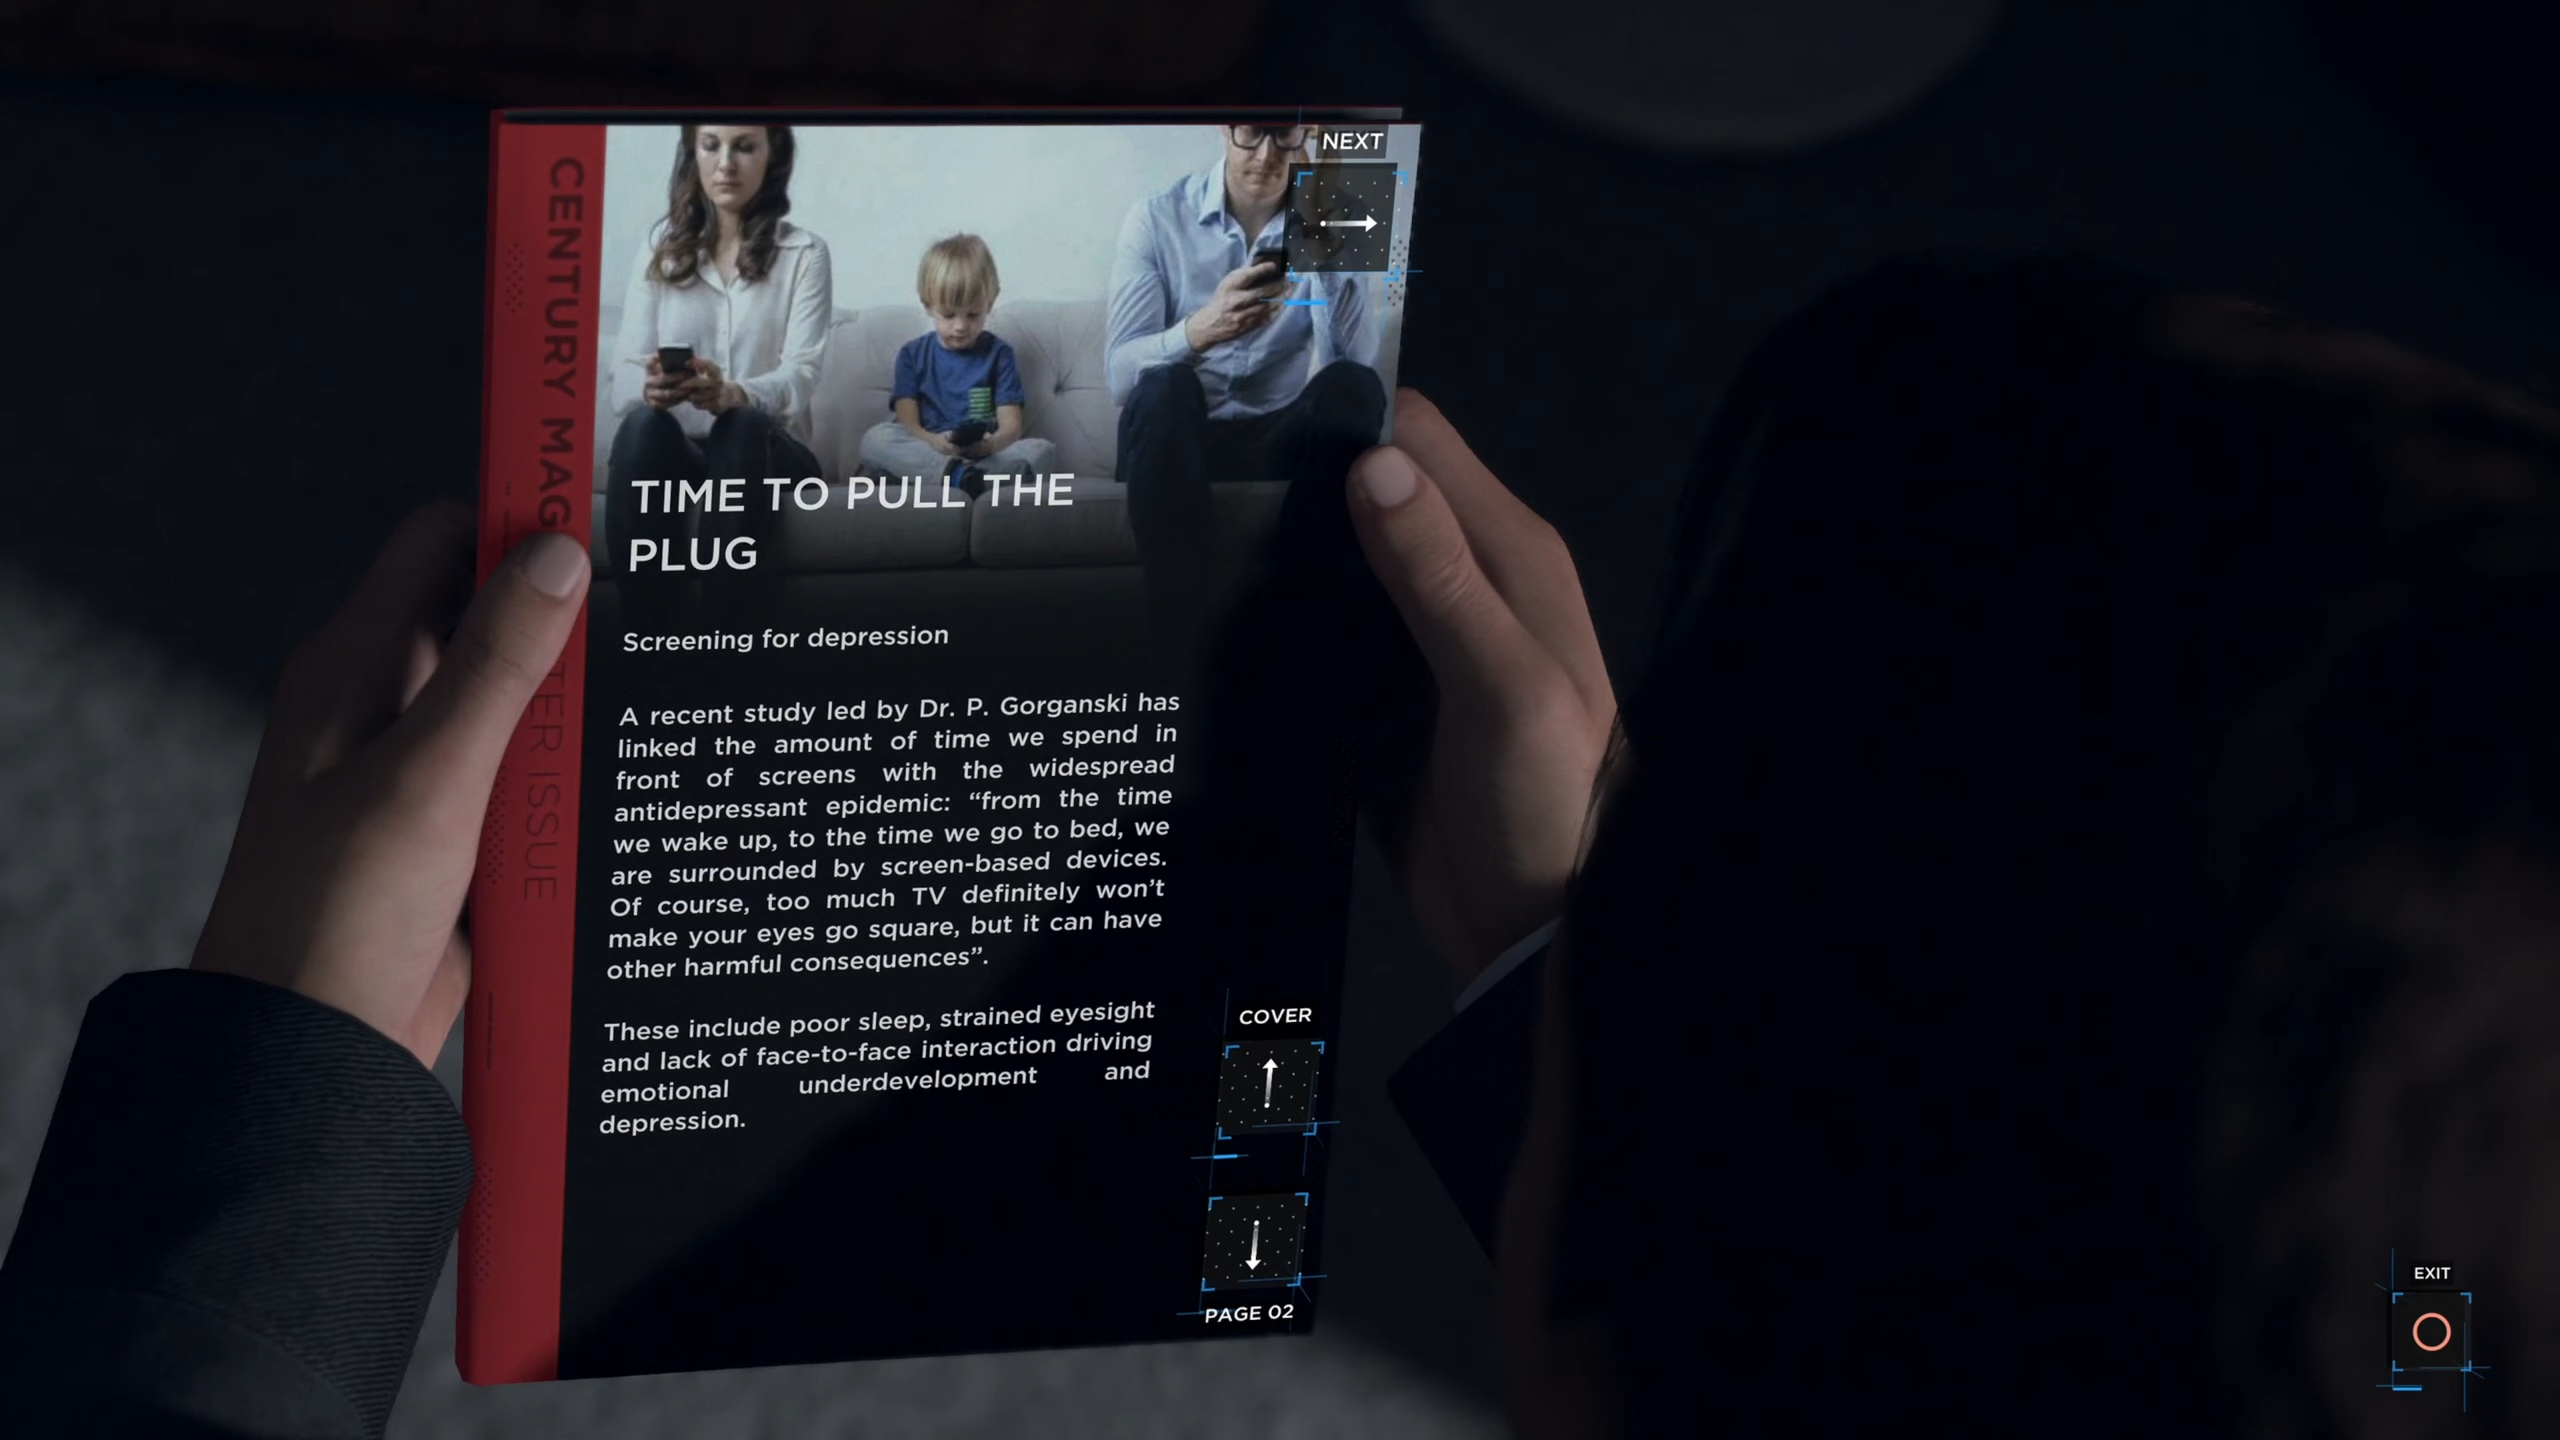 NEXT
CENTURY MAG
TER ISSUE
TIME TO PULL THE
PLUG
Screening for depression
A recent study led by Dr. P. Gorganski has
linked the amount of time we spend in
front of screens with the widespread
antidepressant epidemic: “from the time
we wake up, to the time we go to bed, we
are surrounded by screen-based devices.
Of course, too much TV definitely won’t
make your eyes go square, but it can have
other harmful consequences”.
These include poor sleep, strained eyesight
and lack of face-to-face interaction driving
emotional underdevelopment and
depression.
COVER
PAGE 02
EXIT